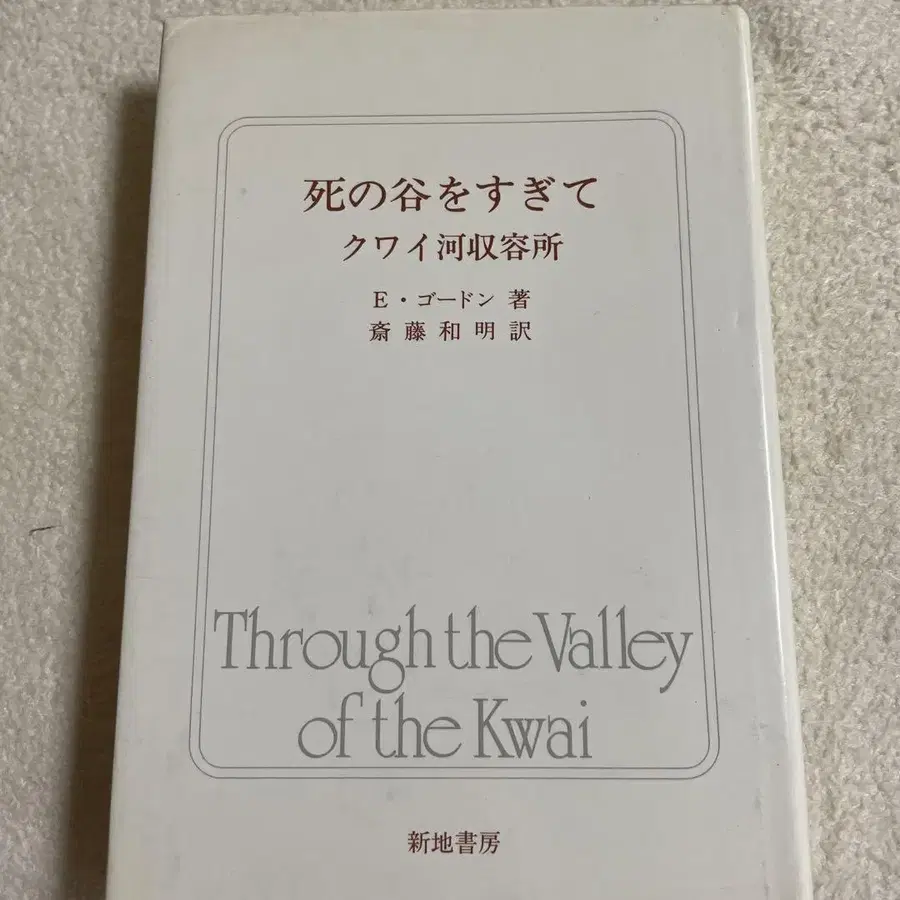 死の谷をすぎて
クワイ河収容所
E・ゴードン 著
斎藤和明訳
Through the Valley
of the Kwai
新地書房